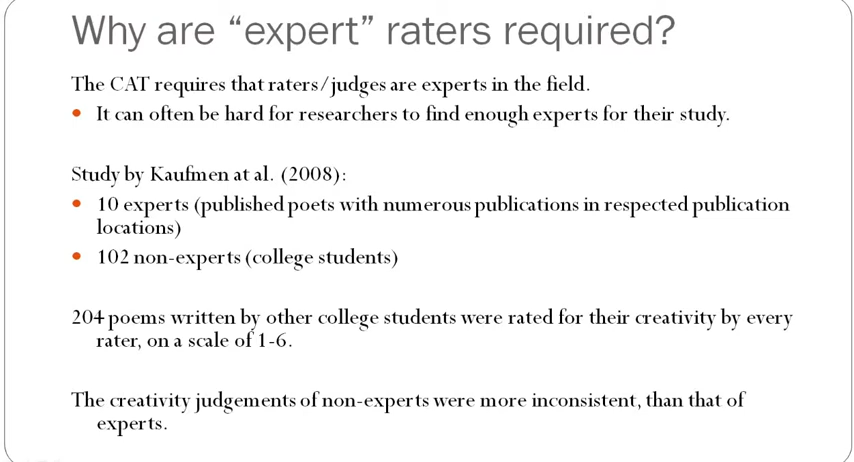 Why are “expert” raters required?
The CAT requires that raters/judges are experts in the field.
• It can often be hard for researchers to find enough experts for their study.
Study by Kaufmen at al. (2008):
• 10 experts (published poets with numerous publications in respected publication
locations)
• 102 non-experts (college students)
204 poems written by other college students were rated for their creativity by every
rater, on a scale of 1-6.
The creativity judgements of non-experts were more inconsistent, than that of
experts.